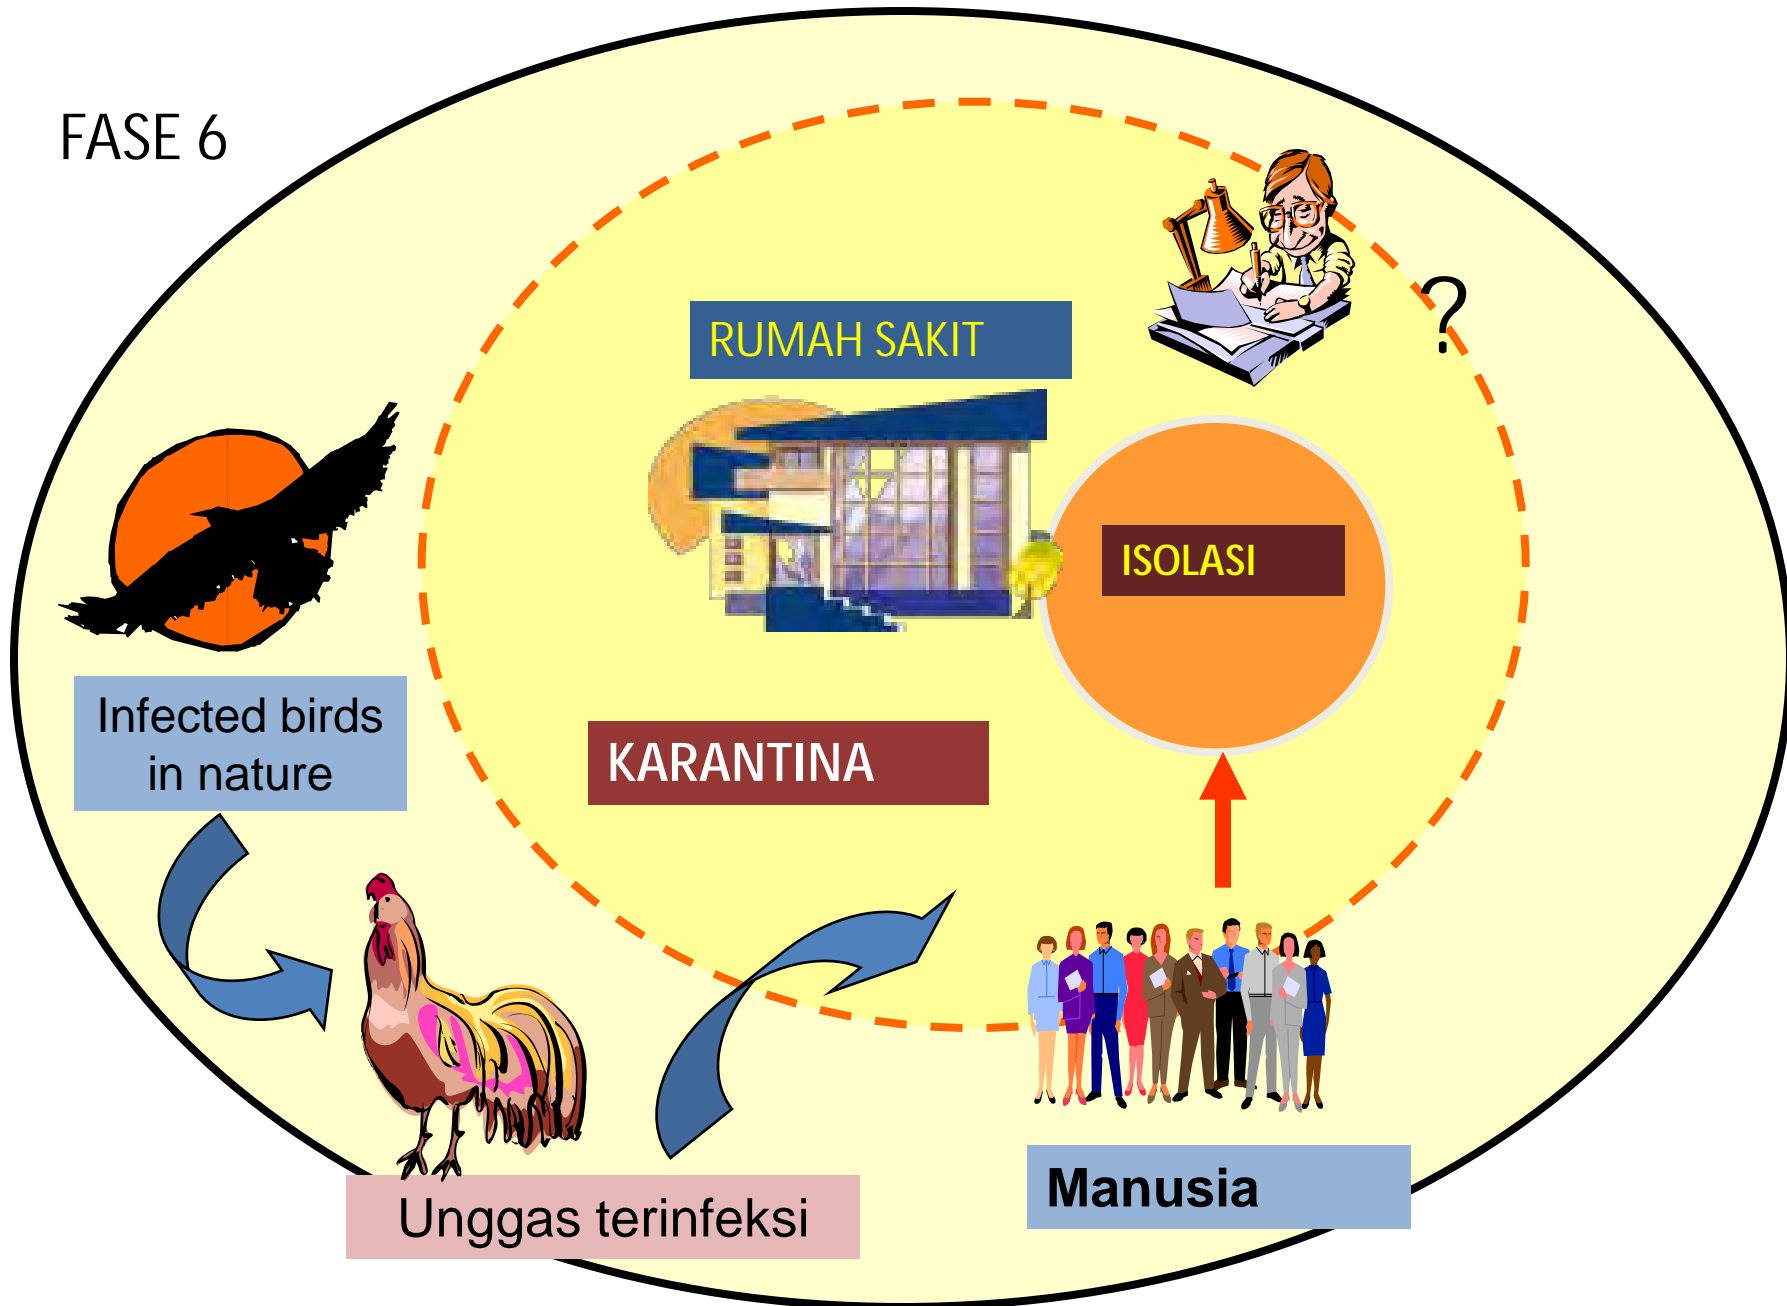 FASE 6
?
RUMAH SAKIT
ISOLASI
Infected birds
in nature
KARANTINA
Manusia
Unggas terinfeksi